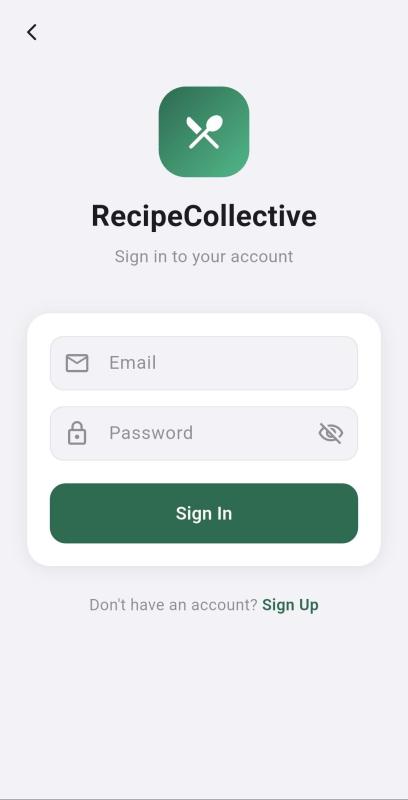 RecipeCollective
Sign in to your account
Email
Password
Sign In
Don't have an account? Sign Up